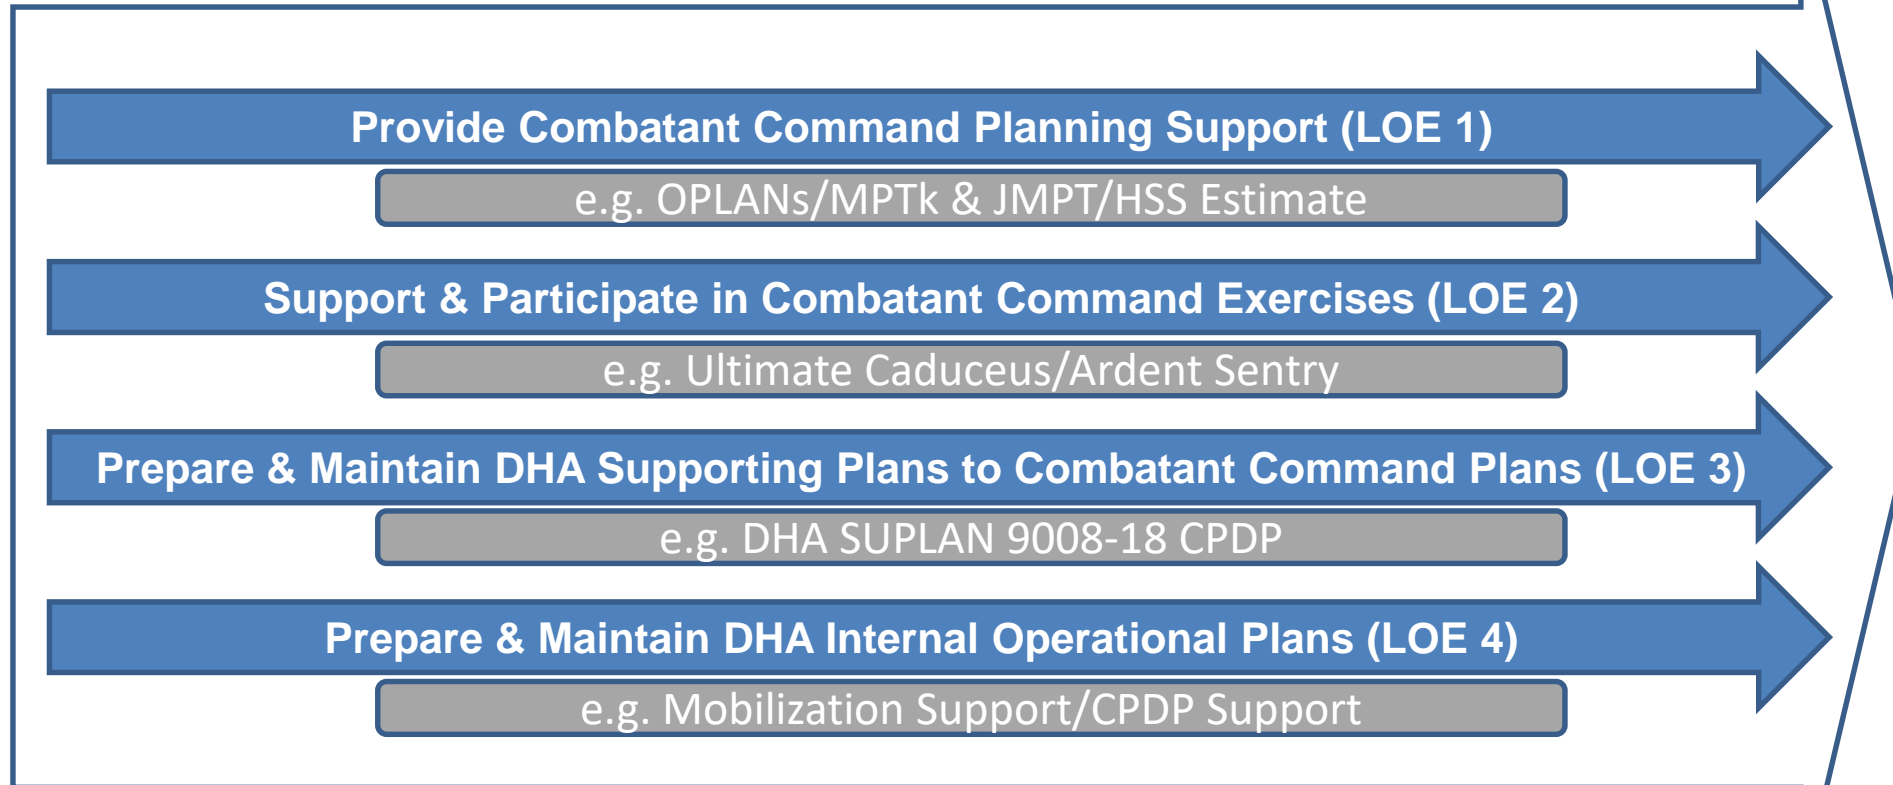 Provide Combatant Command Planning Support (LOE 1)
e.g. OPLANs/MPTk & JMPT/HSS Estimate
Support & Participate in Combatant Command Exercises (LOE 2)
e.g. Ultimate Caduceus/Ardent Sentry
Prepare & Maintain DHA Supporting Plans to Combatant Command Plans (LOE 3)
e.g. DHA SUPLAN 9008-18 CPDP
Prepare & Maintain DHA Internal Operational Plans (LOE 4)
e.g. Mobilization Support/CPDP Support